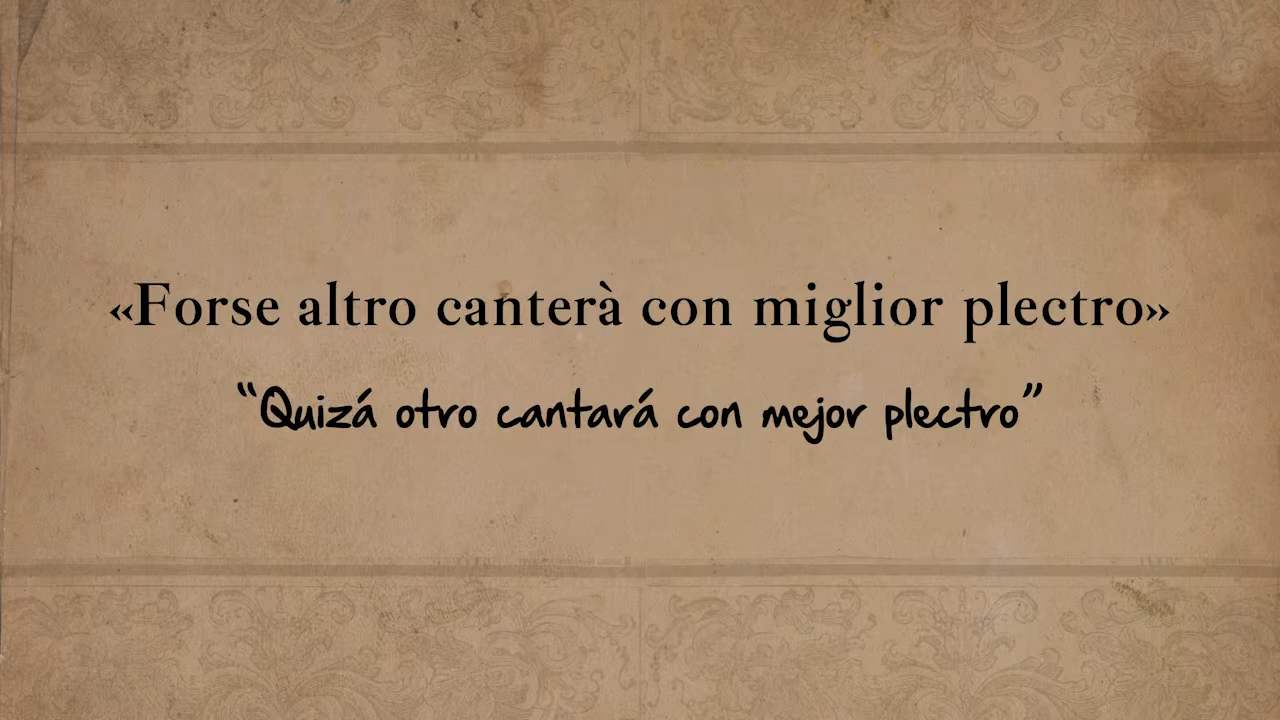 «Forse altro canterà con miglior plectro»
“Quizá otro cantará con mejor plectro”